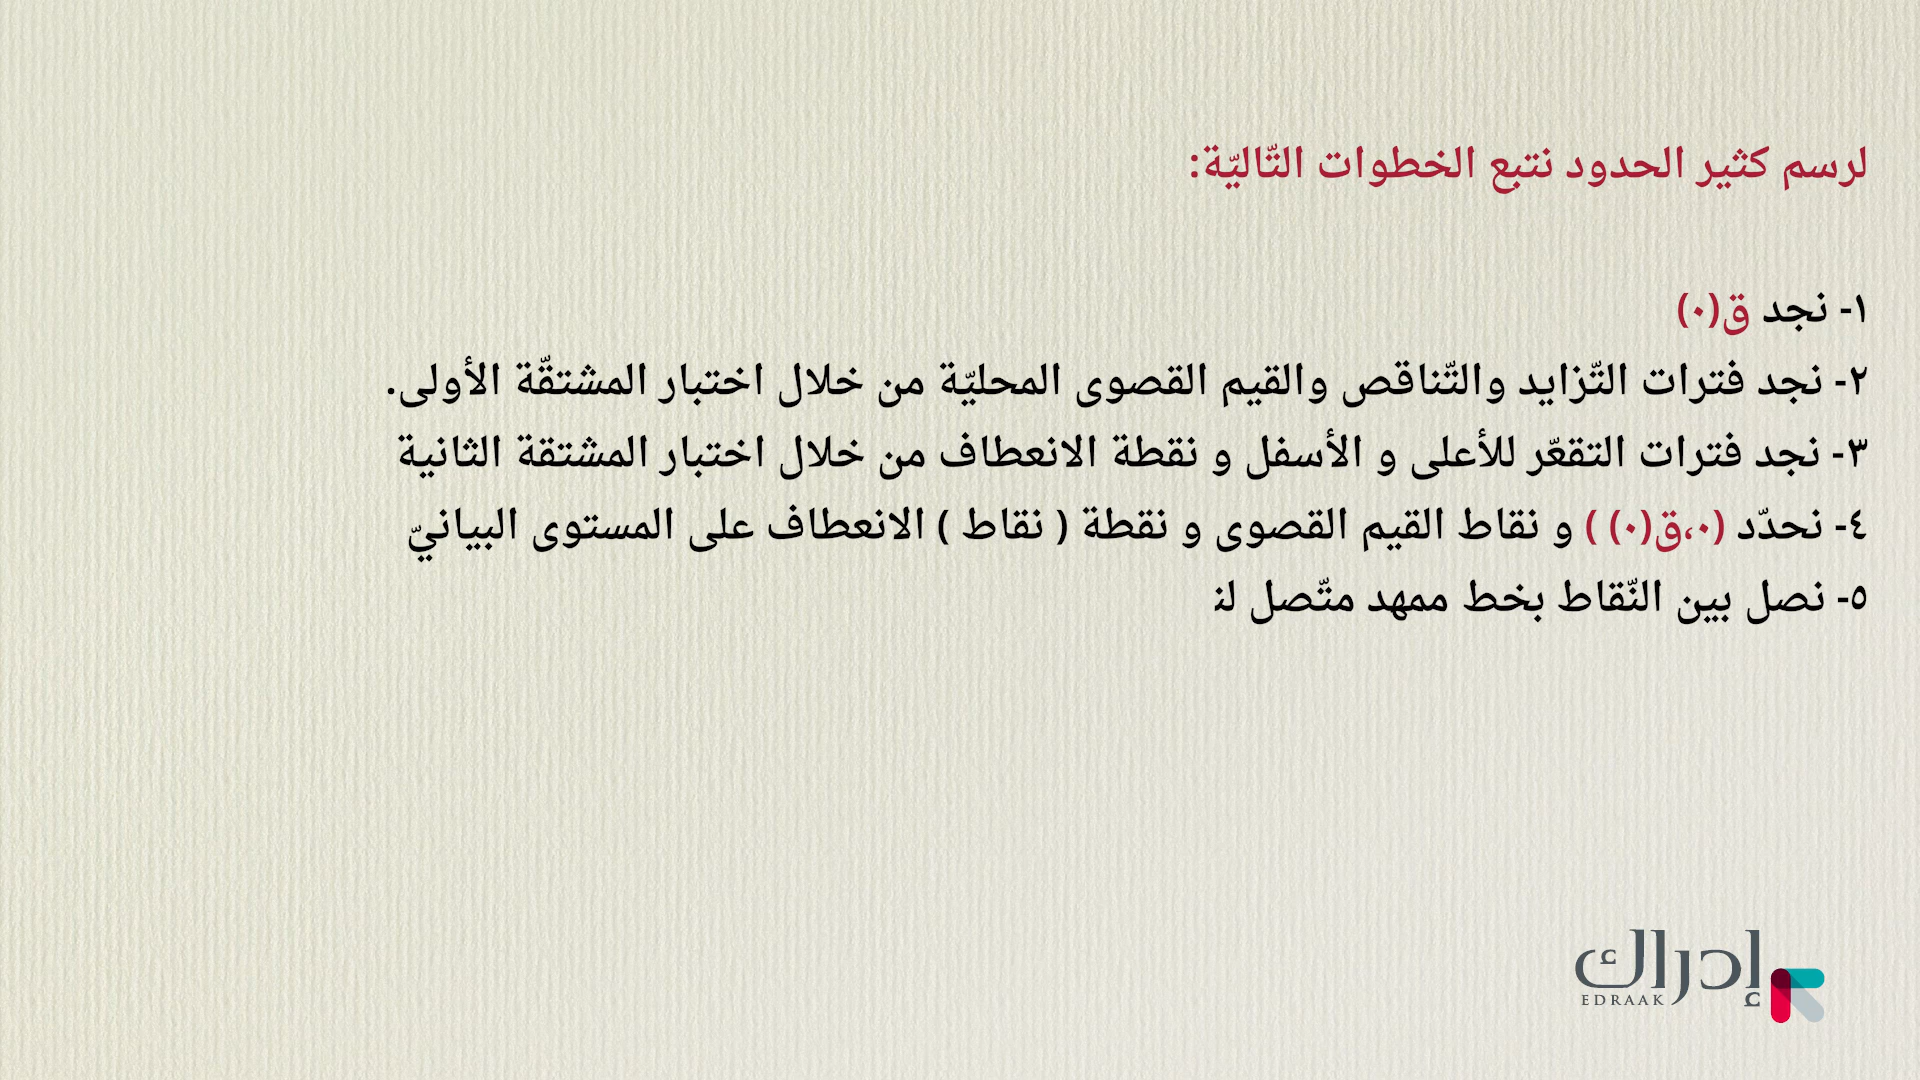 لرسم كثير الحدود نتبع الخطوات التّاليّة:
١- نجد ق(٠)
٢- نجد فترات التّزايد والتّناقص والقيم القصوى المحليّة من خلال اختبار المشتقّة الأولى.
٣- نجد فترات التقعّر للأعلى و الأسفل و نقطة الانعطاف من خلال اختبار المشتقة الثانية
٤- نحدّد (٠،ق(٠) ) و نقاط القيم القصوى و نقطة ( نقاط ) الانعطاف على المستوى البيانيّ
٥- نصل بين النّقاط بخط ممهد متّصل لنـ
إدراك
EDRAAK